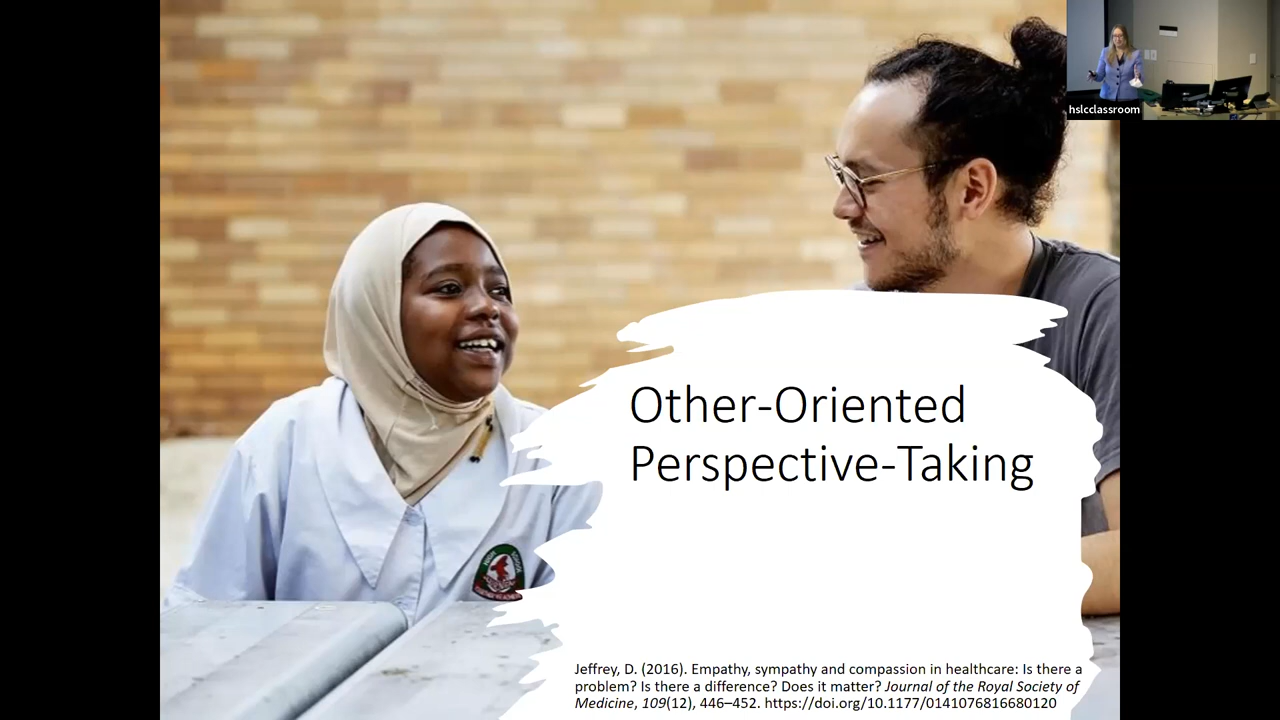 hslcclassroom
Other-Oriented
Perspective-Taking
HIGH SCHOOL
Jeffrey, D. (2016). Empathy, sympathy and compassion in healthcare: Is there a
problem? Is there a difference? Does it matter? Journal of the Royal Society of
Medicine, 109(12), 446–452. https://doi.org/10.1177/0141076816680120